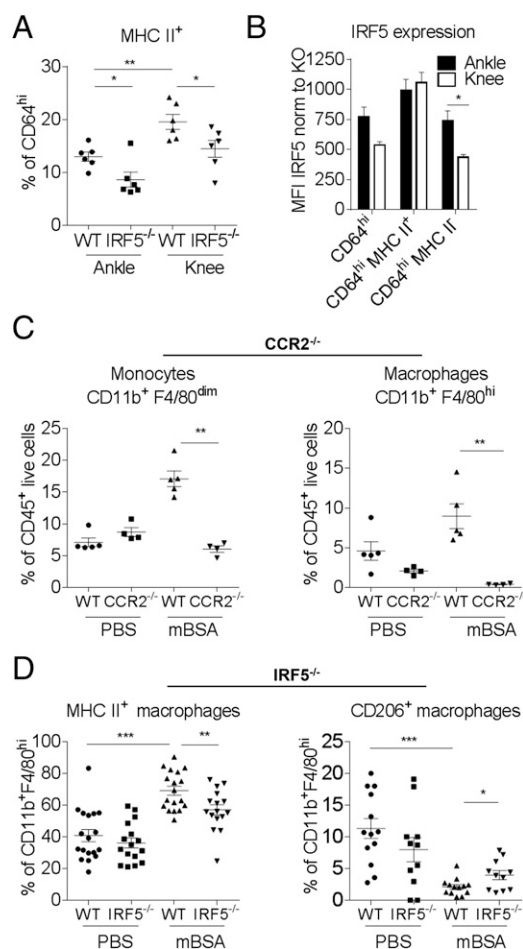 A
MHC II⁺
% of CD64ʰⁱ
30
20
10
0
** 
* *
WT IRF5⁻/⁻ WT IRF5⁻/⁻
Ankle Knee
B
IRF5 expression
Ankle
Knee
MFI IRF5 norm to KO
1250
1000
750
500
250
0
*
CD64ʰⁱ
CD64ʰⁱ MHC II⁺
CD64ʰⁱ MHC II⁻
C
CCR2⁻/⁻
Monocytes
CD11b⁺ F4/80ᵈⁱᵐ
% of CD45⁺ live cells
25
20
15
10
5
0
**
WT CCR2⁻/⁻ WT CCR2⁻/⁻
PBS mBSA
Macrophages
CD11b⁺ F4/80ʰⁱ
% of CD45⁺ live cells
20
15
10
5
0
**
WT CCR2⁻/⁻ WT CCR2⁻/⁻
PBS mBSA
D
IRF5⁻/⁻
MHC II⁺ macrophages
% of CD11b⁺F4/80ʰⁱ
100
80
60
40
20
0
*** **
WT IRF5⁻/⁻ WT IRF5⁻/⁻
PBS mBSA
CD206⁺ macrophages
% of CD11b⁺F4/80ʰⁱ
25
20
15
10
5
0
***
*
WT IRF5⁻/⁻ WT IRF5⁻/⁻
PBS mBSA